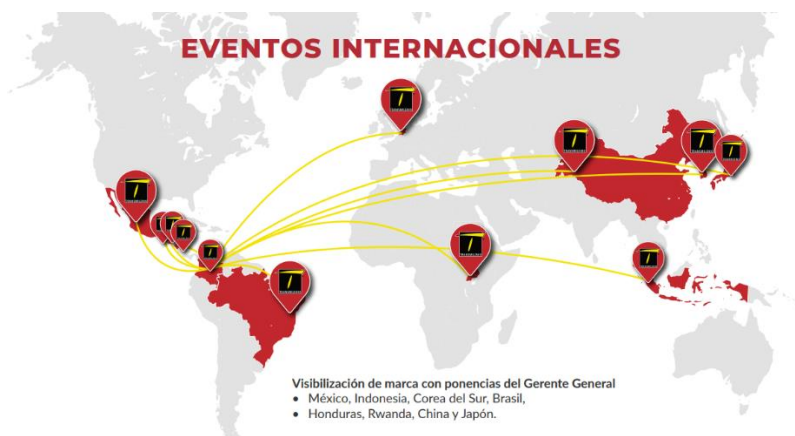 EVENTOS INTERNACIONALES
Visibilización de marca con ponencias del Gerente General
• México, Indonesia, Corea del Sur, Brasil,
• Honduras, Rwanda, China y Japón.